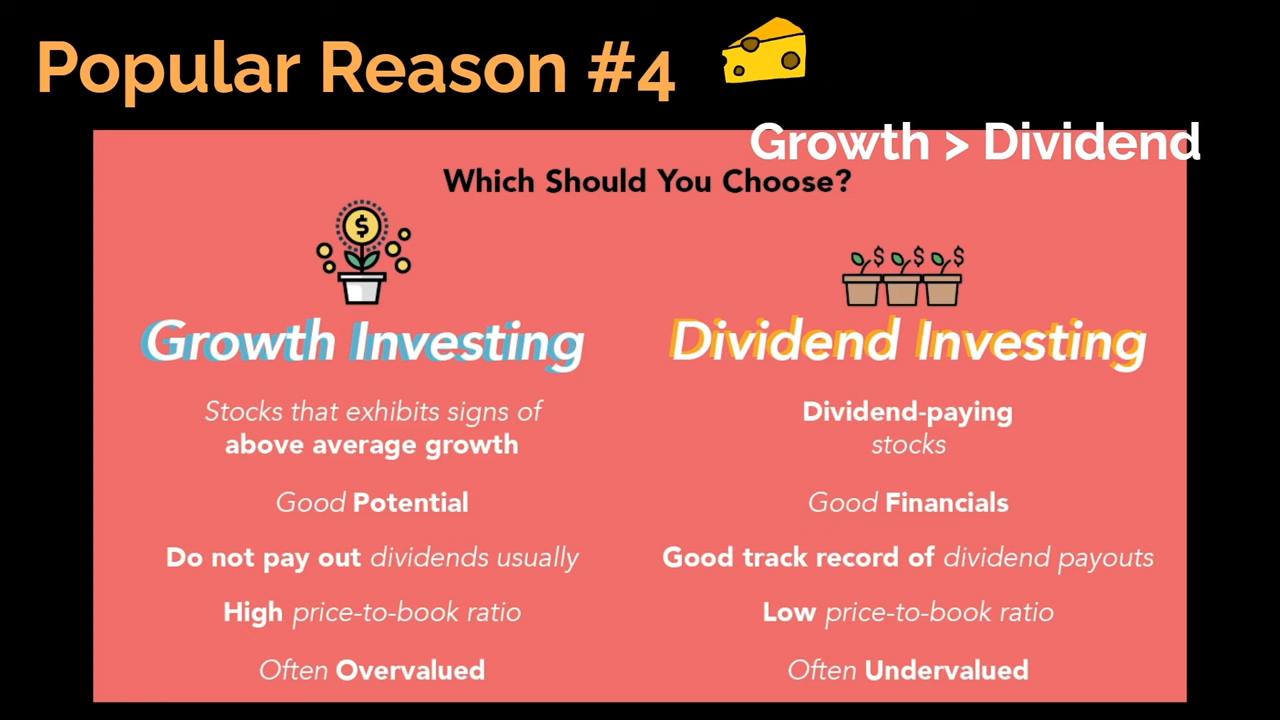 Popular Reason #4
Growth > Dividend
Which Should You Choose?
$
$ $ $
Growth Investing
Dividend Investing
Stocks that exhibits signs of
above average growth
Dividend-paying
stocks
Good Potential
Good Financials
Do not pay out dividends usually
Good track record of dividend payouts
High price-to-book ratio
Low price-to-book ratio
Often Overvalued
Often Undervalued